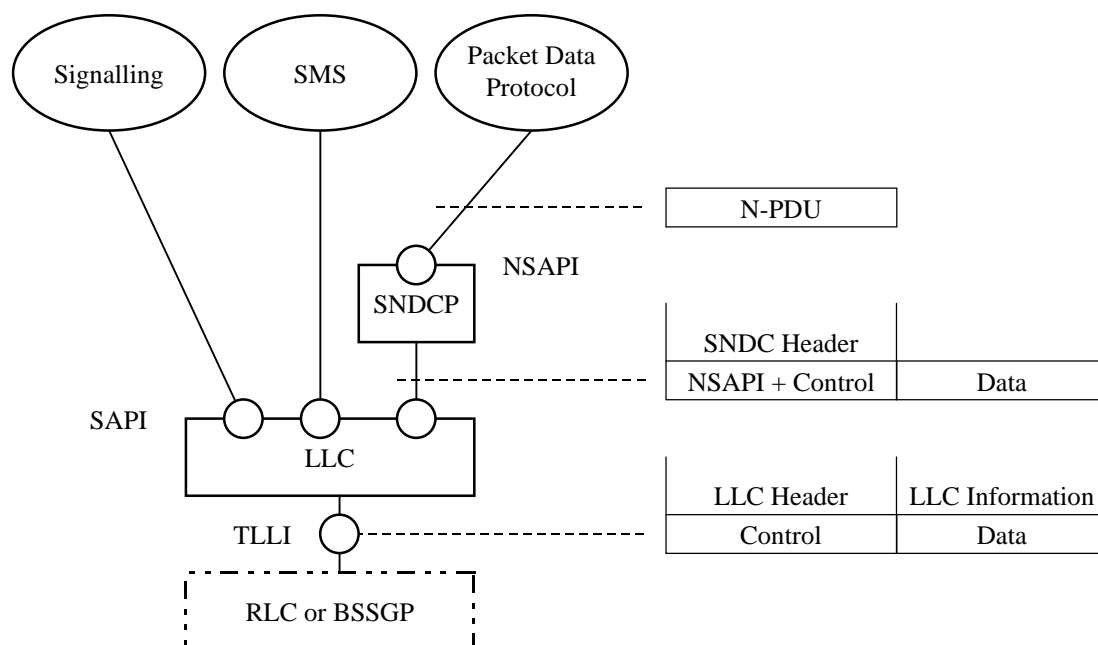 Signalling
SMS
Packet Data
Protocol
N-PDU
NSAPI
SNDCP
SNDC Header
NSAPI + Control
Data
SAPI
LLC
LLC Header
LLC Information
TLLI
Control
Data
RLC or BSSGP